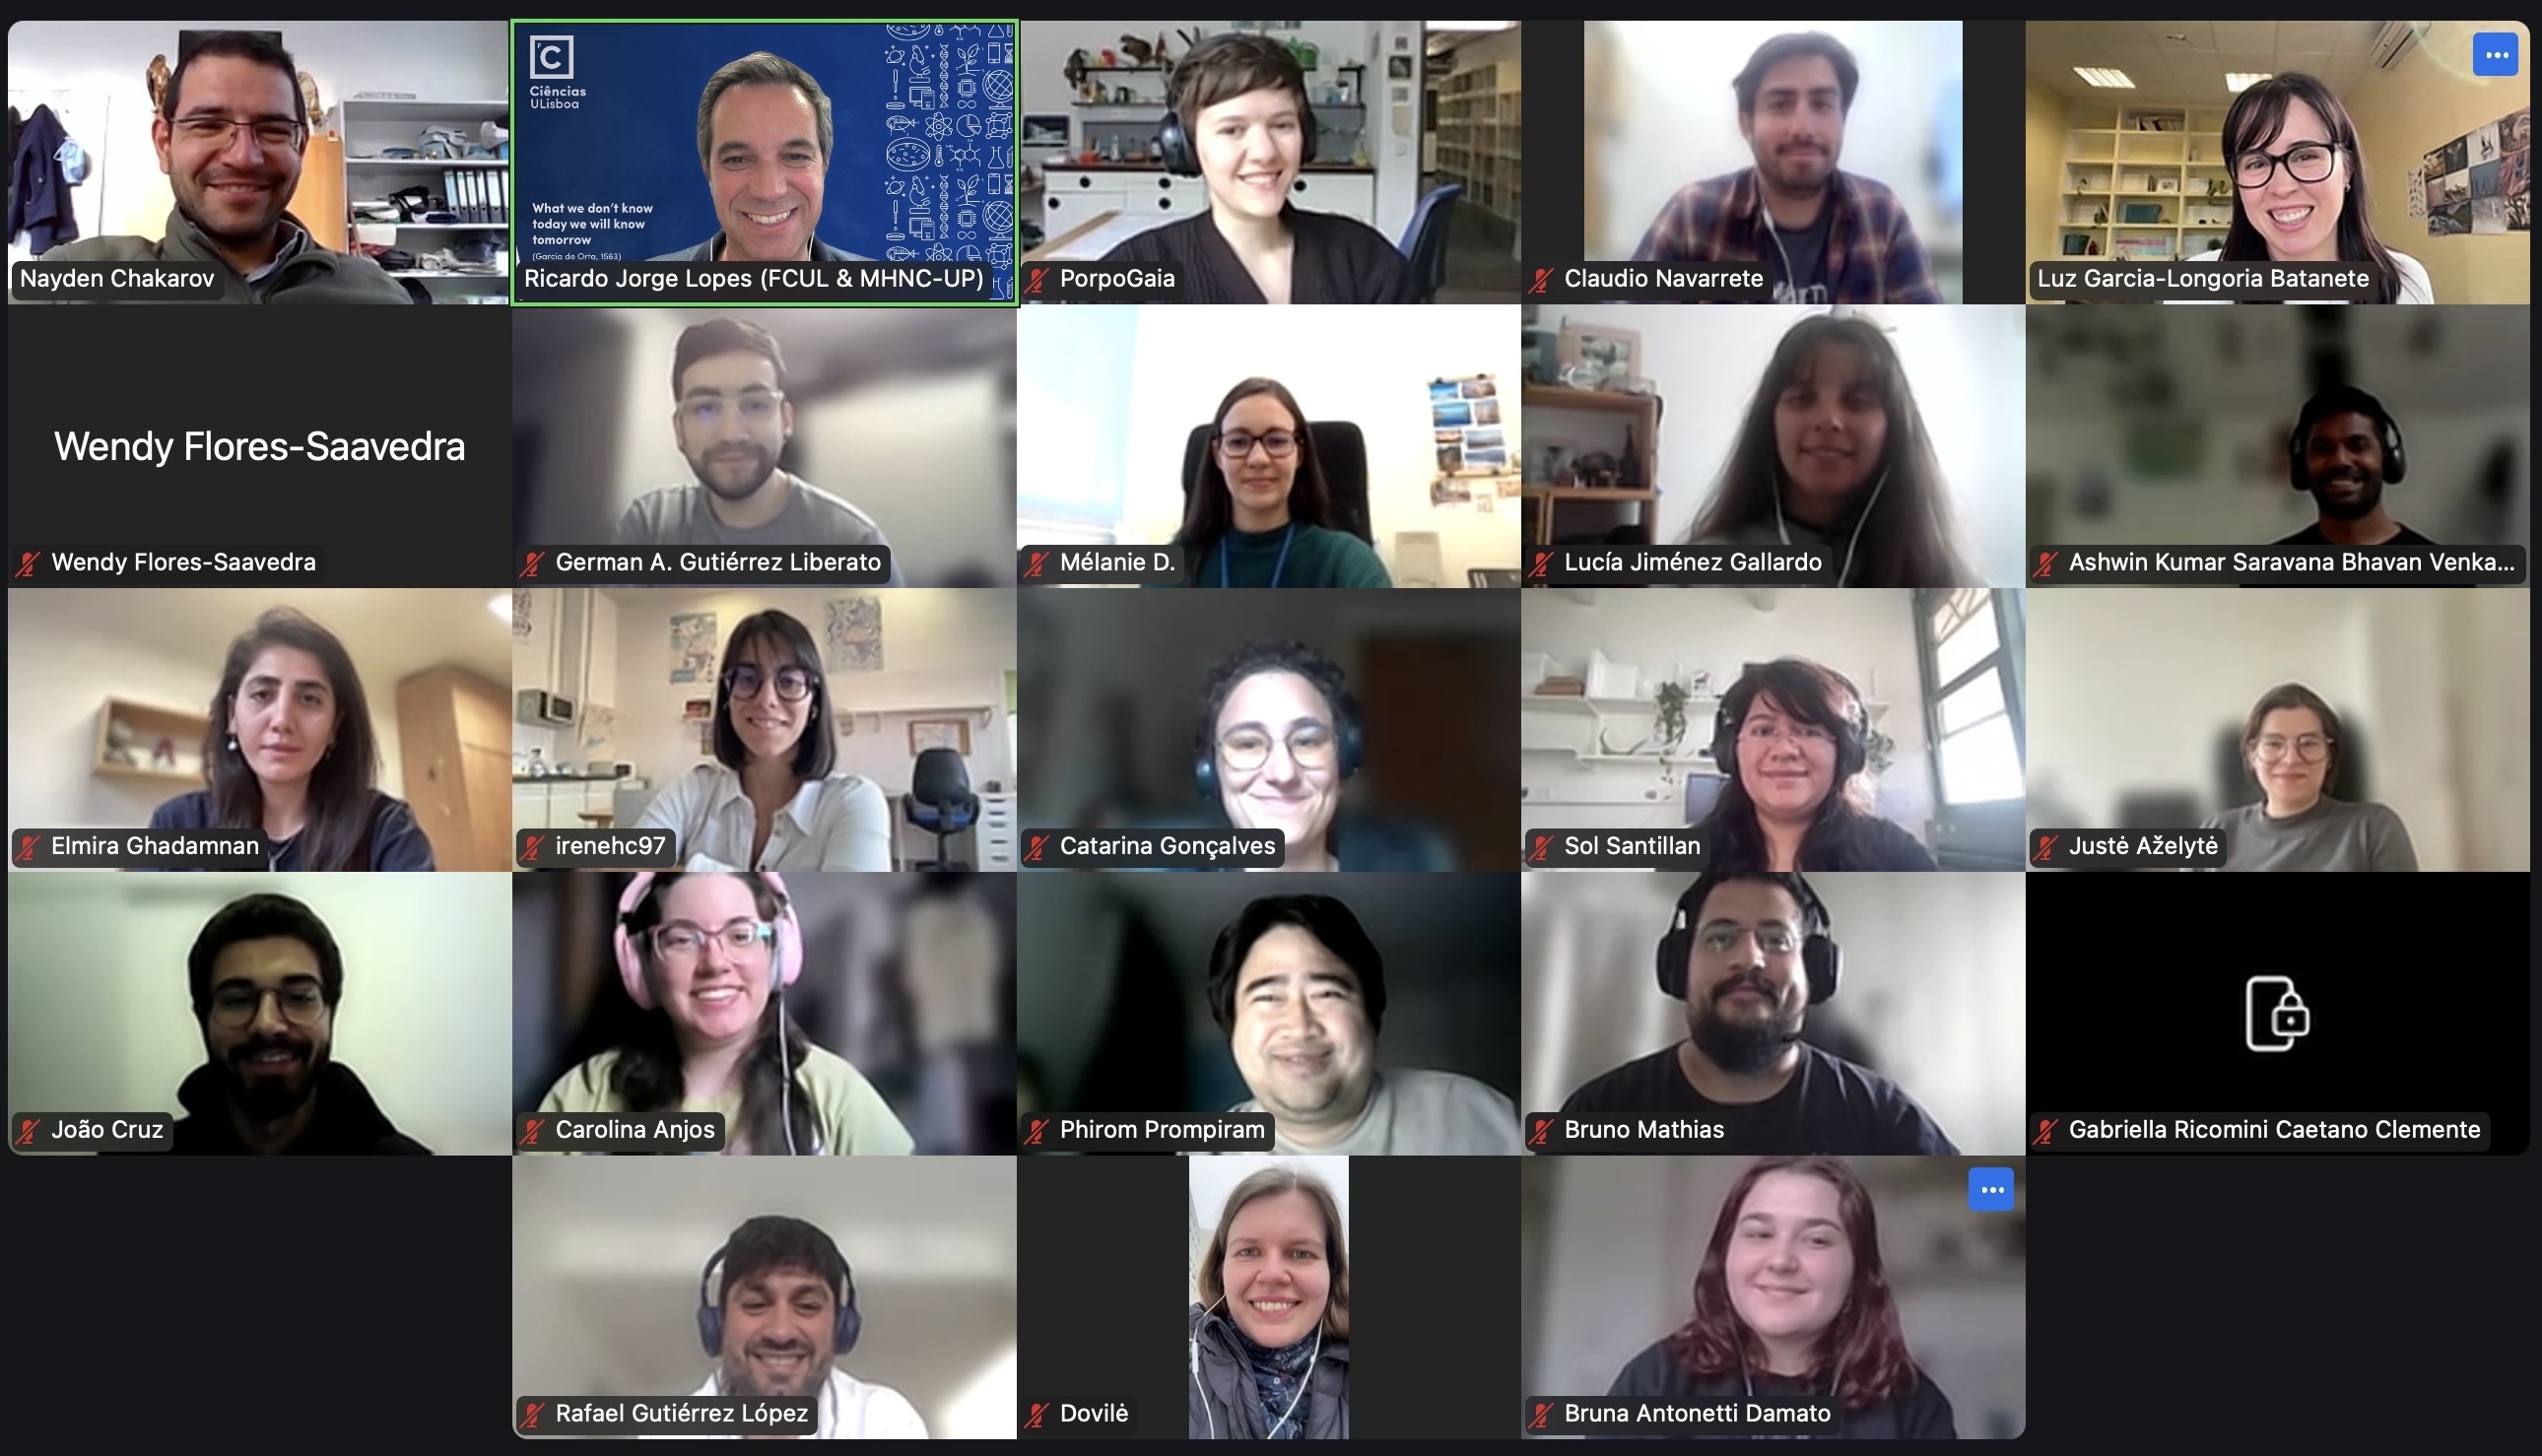 C
Ciências
ULisboa
What we don't know
today we will know
tomorrow
(Garcia de Orta, 1563)
Nayden Chakarov
Ricardo Jorge Lopes (FCUL & MHNC-UP)
PorpoGaia
Claudio Navarrete
Luz Garcia-Longoria Batanete
Wendy Flores-Saavedra
Wendy Flores-Saavedra
German A. Gutiérrez Liberato
Mélanie D.
Lucía Jiménez Gallardo
Ashwin Kumar Saravana Bhavan Venka...
Elmira Ghadamnan
irenehc97
Catarina Gonçalves
Sol Santillan
Justė Aželytė
João Cruz
Carolina Anjos
Phirom Prompiram
Bruno Mathias
Gabriella Ricomini Caetano Clemente
Rafael Gutiérrez López
Dovilė
Bruna Antonetti Damato